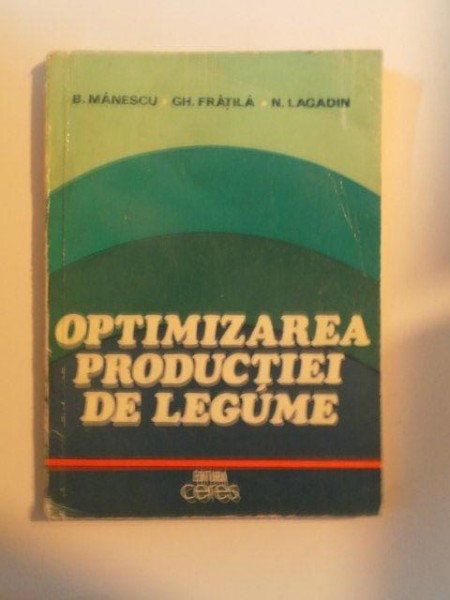 B. MĂNESCU • GH. FRĂȚILĂ • N. LAGADIN
OPTIMIZAREA
PRODUCȚIEI
DE LEGUME
EDITURA
ceres